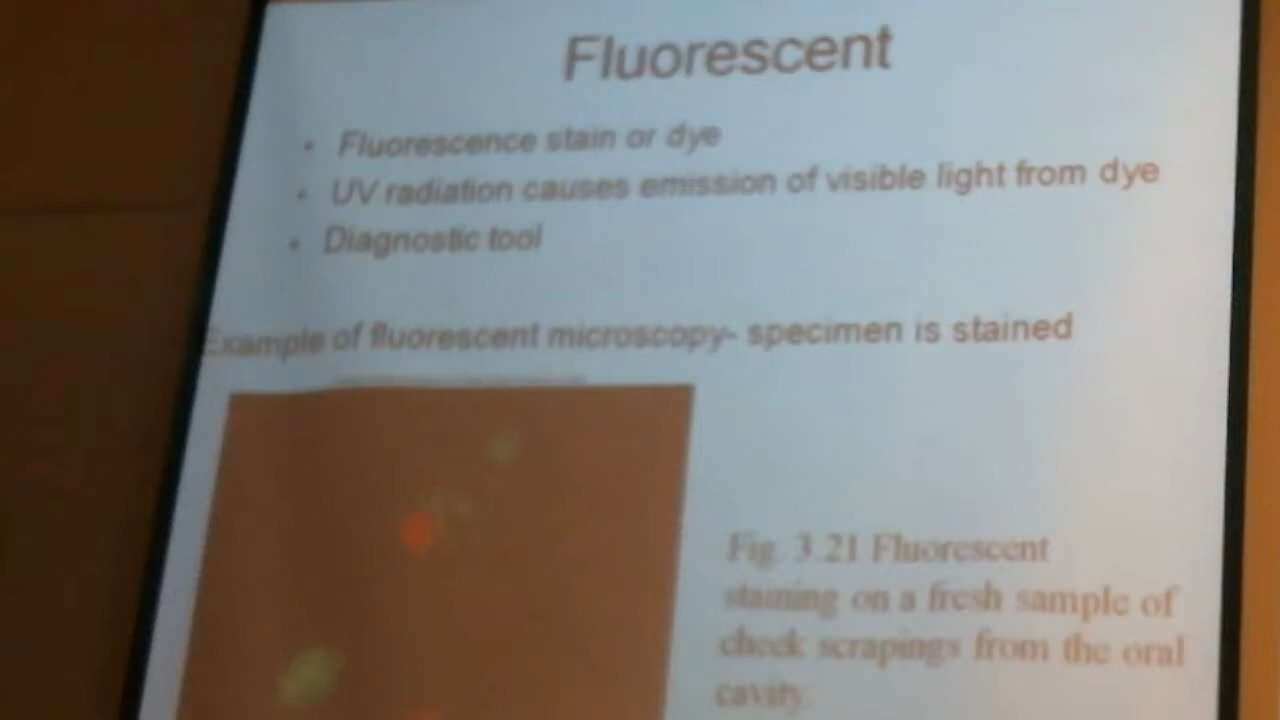 Fluorescent
• Fluorescence stain or dye
• UV radiation causes emission of visible light from dye
• Diagnostic tool
Example of fluorescent microscopy- specimen is stained
Fig. 3.21 Fluorescent
staining on a fresh sample of
cheek scrapings from the oral
cavity.